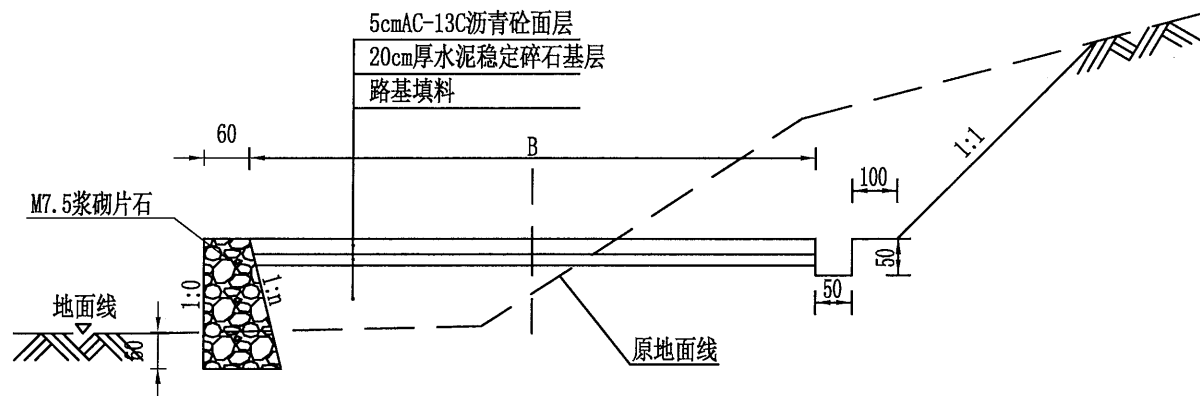 5cmAC-13C沥青砼面层
20cm厚水泥稳定碎石基层
路基填料
60
B
1:1
100
M7.5浆砌片石
50
1:0
1:n
50
地面线
60
原地面线